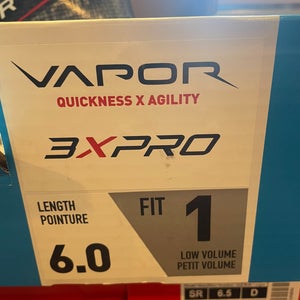 VAPOR
QUICKNESS X AGILITY
3XPRO
LENGTH
POINTURE
6.0
FIT 1
LOW VOLUME
PETIT VOLUME
SR 6.5 D